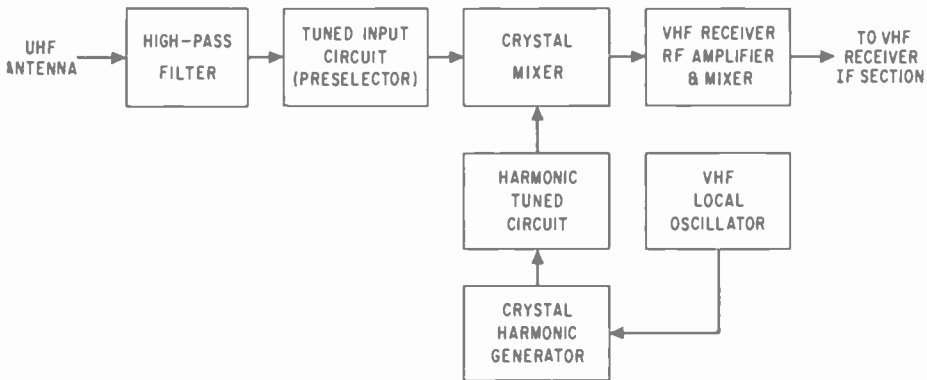 UHF
ANTENNA
HIGH-PASS
FILTER
TUNED INPUT
CIRCUIT
(PRESELECTOR)
CRYSTAL
MIXER
VHF RECEIVER
RF AMPLIFIER
& MIXER
TO VHF
RECEIVER
IF SECTION
HARMONIC
TUNED
CIRCUIT
VHF
LOCAL
OSCILLATOR
CRYSTAL
HARMONIC
GENERATOR